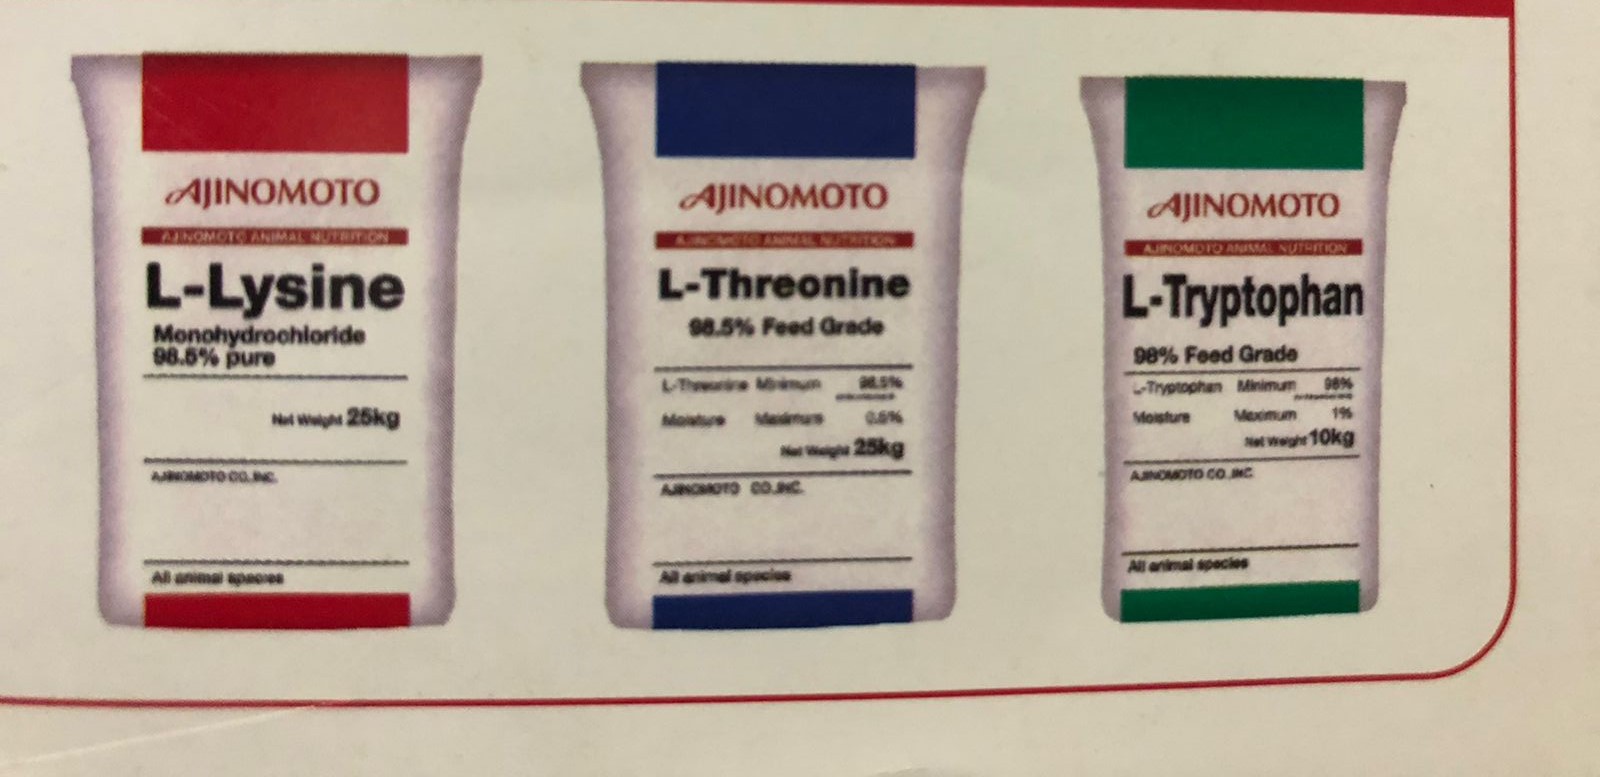 AJINOMOTO
AJINOMOTO ANIMAL NUTRITION
L-Lysine
Monohydrochloride
98.5% pure
Net Weight 25kg
AJINOMOTO CO.,INC.
All animal species
AJINOMOTO
AJINOMOTO ANIMAL NUTRITION
L-Threonine
98.5% Feed Grade
L-Threonine Minimum 98.5%
Moisture Maximum 0.5%
Net Weight 25kg
AJINOMOTO CO.,INC.
All animal species
AJINOMOTO
AJINOMOTO ANIMAL NUTRITION
L-Tryptophan
98% Feed Grade
L-Tryptophan Minimum 98%
Moisture Maximum 1%
Net Weight 10kg
AJINOMOTO CO.,INC.
All animal species